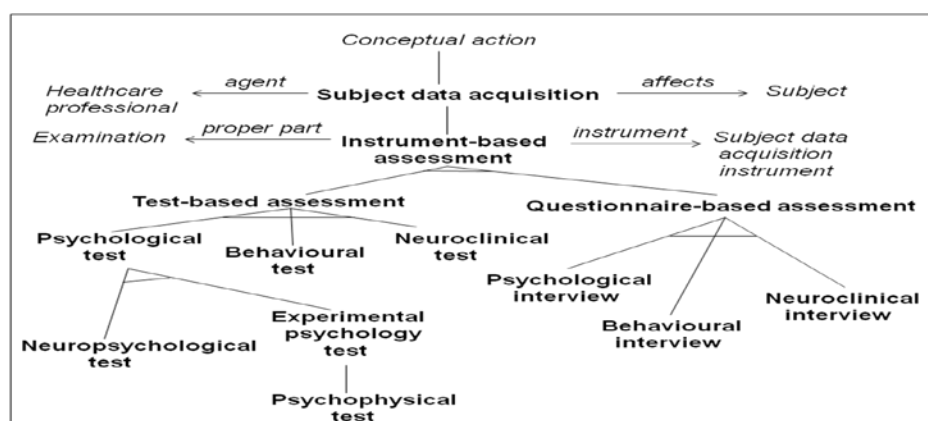 Conceptual action
agent
affects
Healthcare
professional
Subject data acquisition
Subject
Examination
proper part
Instrument-based
assessment
instrument
Subject data
acquisition
instrument
Test-based assessment
Questionnaire-based assessment
Psychological
test
Behavioural
test
Neuroclinical
test
Psychological
interview
Behavioural
interview
Neuroclinical
interview
Neuropsychological
test
Experimental
psychology
test
Psychophysical
test